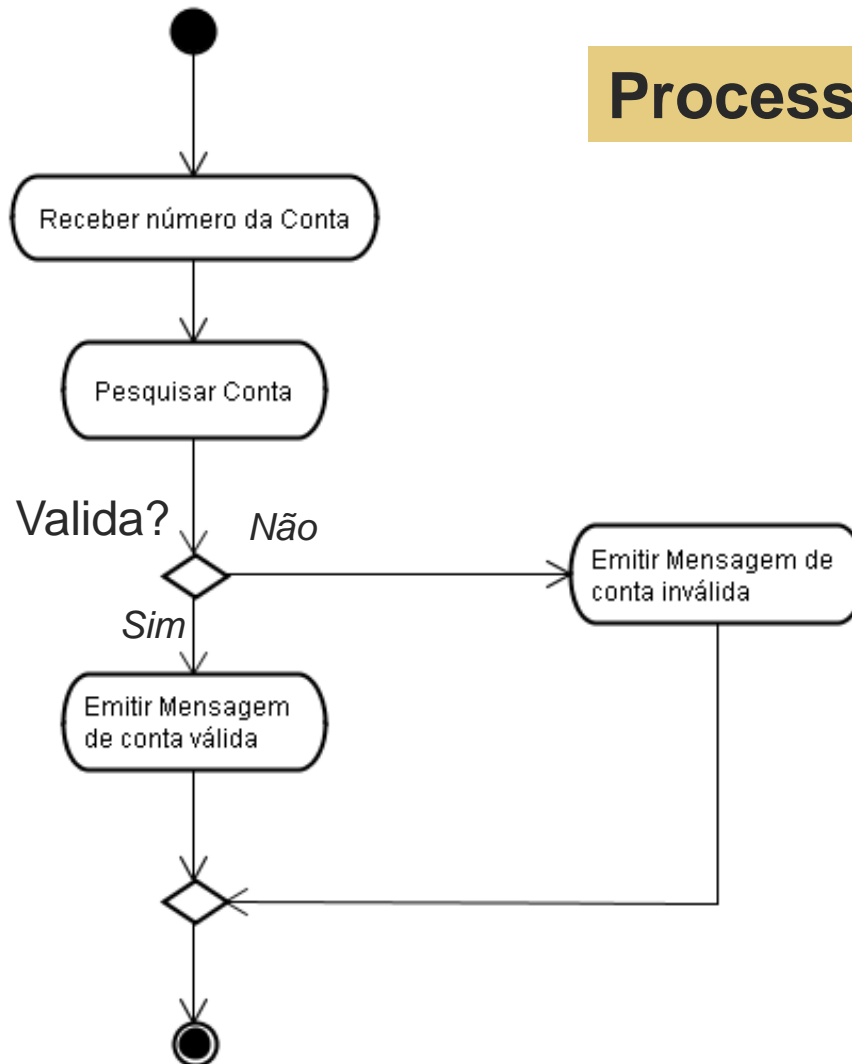 Process
Receber número da Conta
Pesquisar Conta
Valida?
Não
Emitir Mensagem de
conta inválida
Sim
Emitir Mensagem
de conta válida